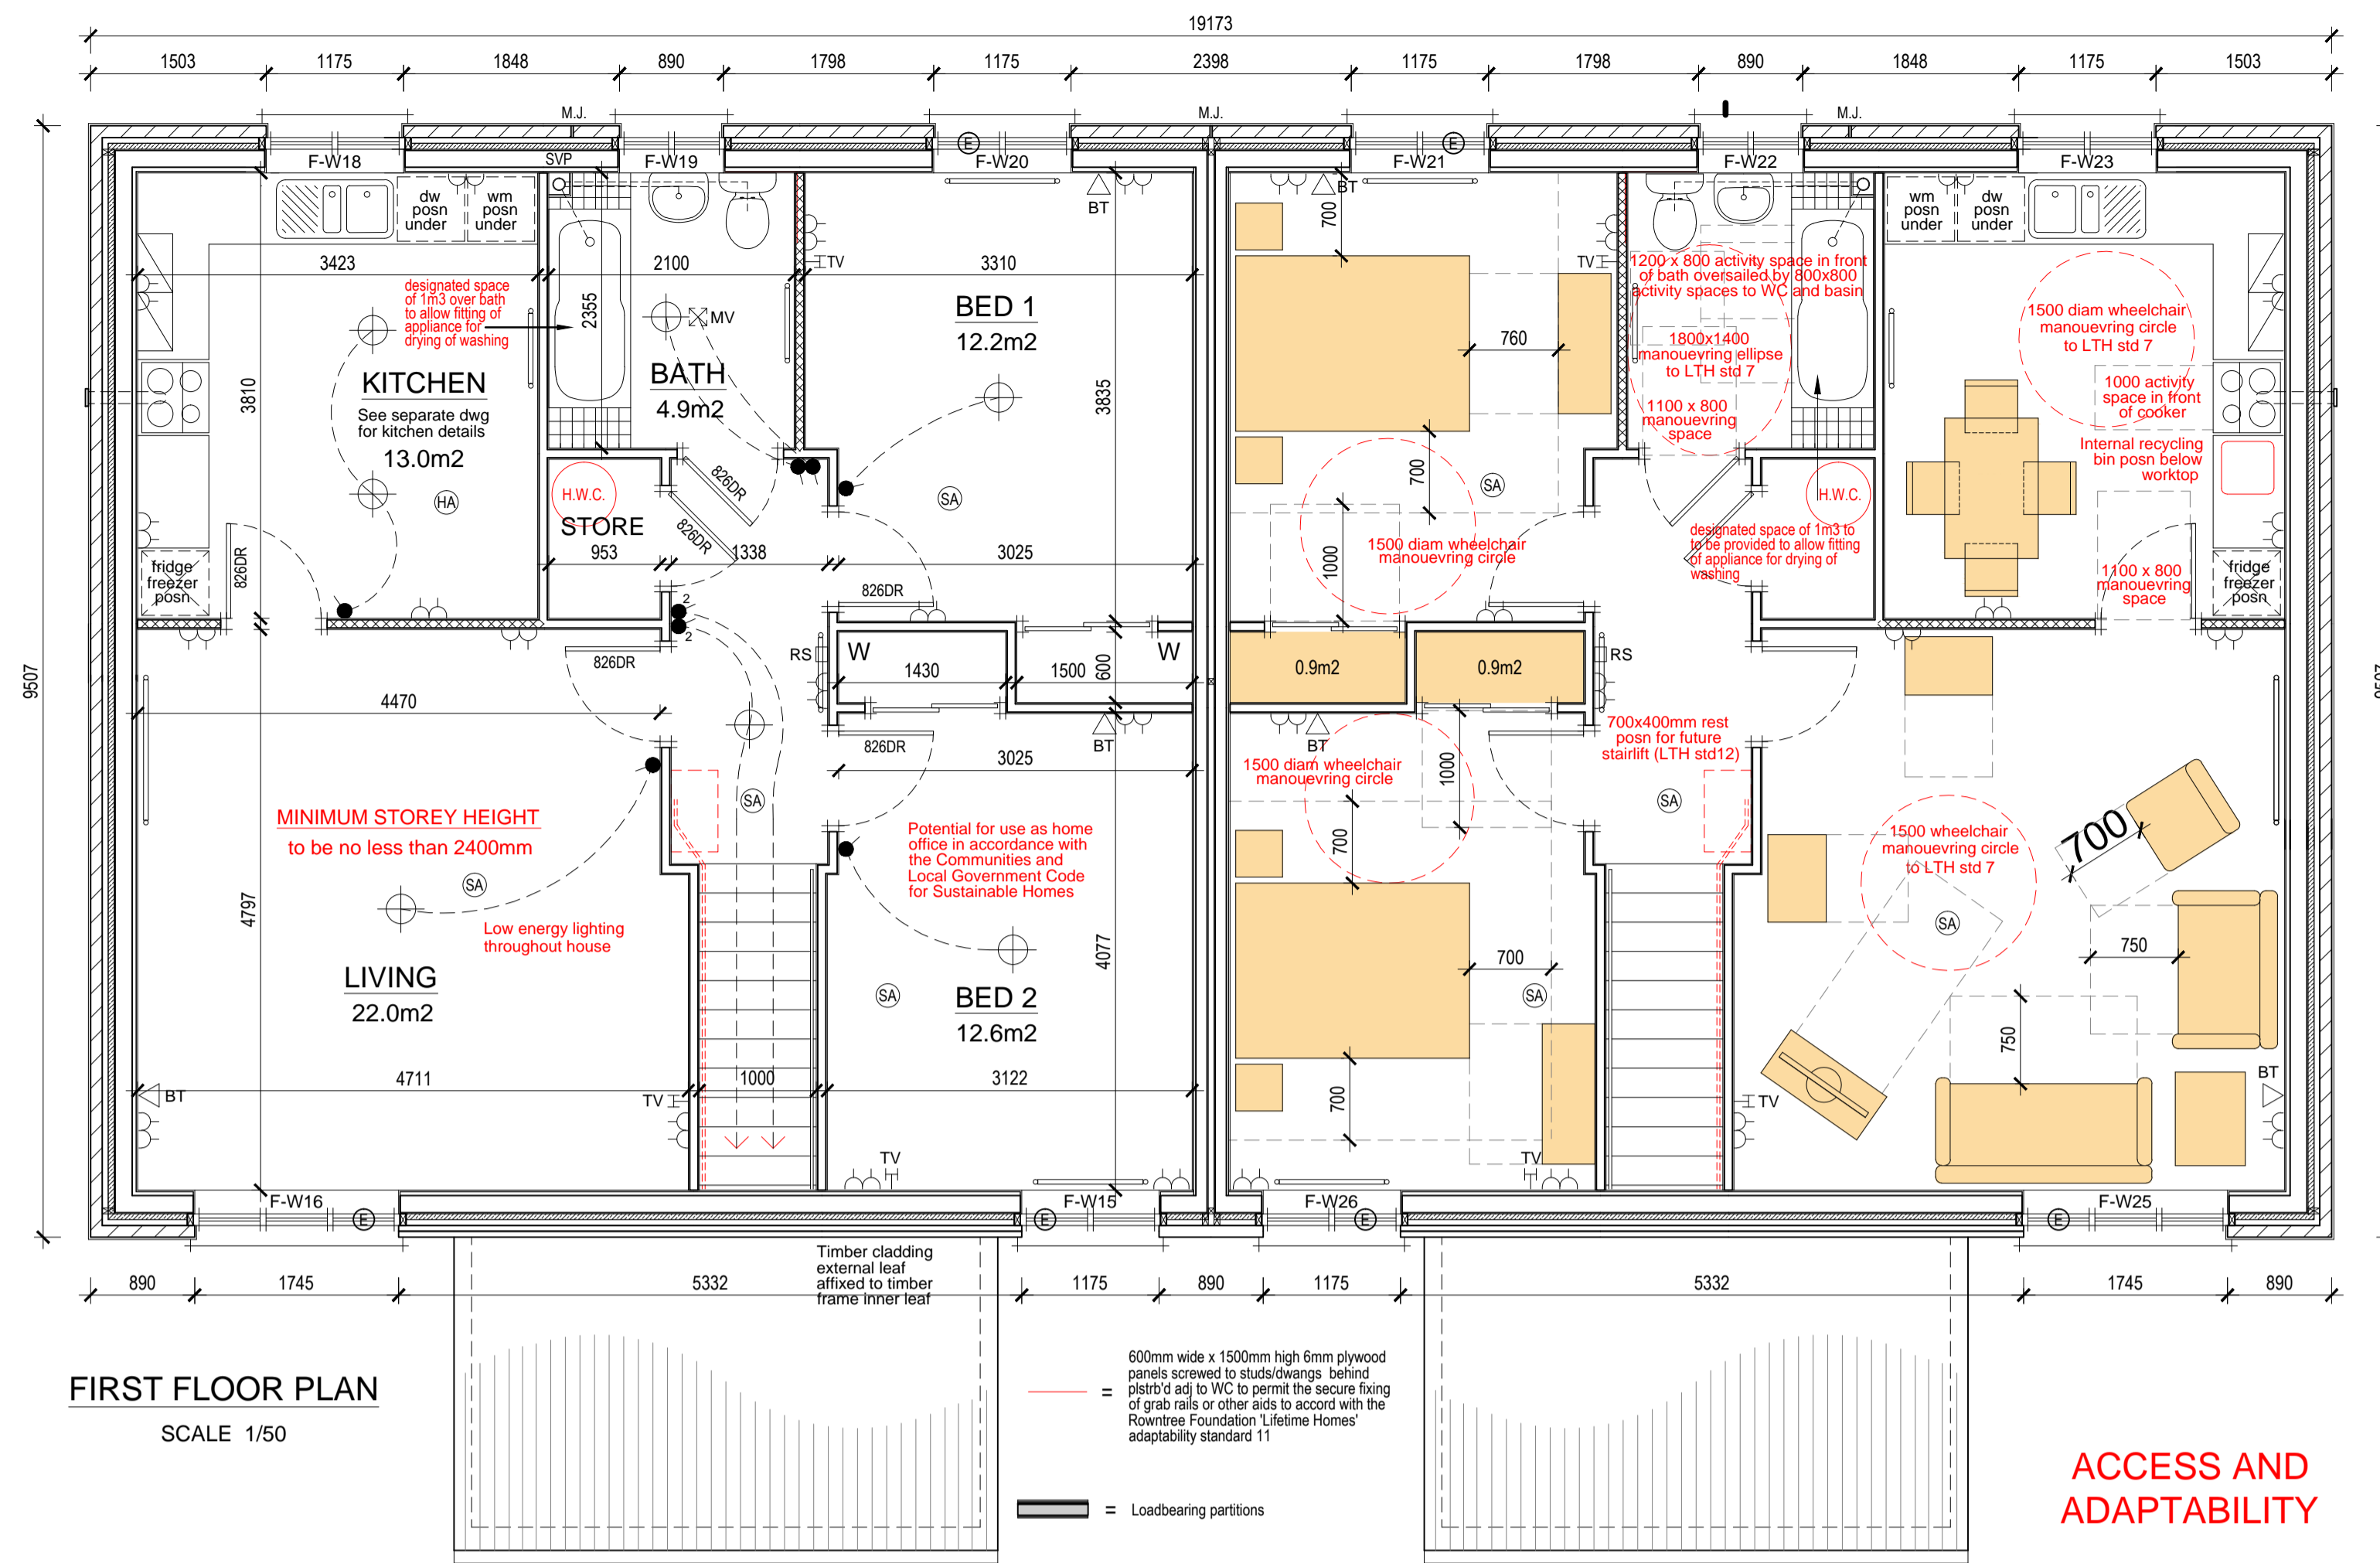 19173
1503 1175 1848 890 1798 1175 2398 1175 1798 890 1848 1175 1503
M.J. M.J. M.J.
E E
F-W18 SVP F-W19 F-W20 F-W21 F-W22 F-W23
dw
posn
under
wm
posn
under
BT
BT
wm
posn
under
dw
posn
under
700
3423 2100 3310
TV
TV
designated space
of 1m3 over bath
to allow fitting of
appliance for
drying of washing
2355
MV
BED 1
12.2m2
KITCHEN
See separate dwg
for kitchen details
13.0m2
3810
BATH
4.9m2
3835
HA
SA
826DR
826DR
H.W.C.
STORE
953 1338 3025
fridge
freezer
posn
826DR
826DR
2
2
760
1200 x 800 activity space in front
of bath oversailed by 800x800
activity spaces to WC and basin
1800x1400
manouevring ellipse
to LTH std 7
1100 x 800
manouevring
space
1500 diam wheelchair
manouevring circle
to LTH std 7
1000 activity
space in front
of cooker
Internal recycling
bin posn below
worktop
700
SA
1000
1500 diam wheelchair
manouevring circle
H.W.C.
designated space of 1m3 to
to be provided to allow fitting
of appliance for drying of
washing
1100 x 800
manouevring
space
fridge
freezer
posn
9507
9507
826DR
RS
W
W
1430 1500 600
0.9m2 0.9m2
RS
4470
826DR
BT
BT
3025
SA
700x400mm rest
posn for future
stairlift (LTH std12)
1500 diam wheelchair
manouevring circle
1000
SA
MINIMUM STOREY HEIGHT
to be no less than 2400mm
SA
4797
Low energy lighting
throughout house
Potential for use as home
office in accordance with
the Communities and
Local Government Code
for Sustainable Homes
700
1500 wheelchair
manouevring circle
to LTH std 7
700
SA
750
LIVING
22.0m2
4077
SA
BED 2
12.6m2
700
SA
750
4711 1000 3122
700
BT
TV
TV
TV
TV
BT
F-W16 F-W15 F-W26 F-W25
E E E E
Timber cladding
external leaf
affixed to timber
frame inner leaf
890 1745 5332 1175 890 1175 5332 1745 890
600mm wide x 1500mm high 6mm plywood
panels screwed to studs/dwangs behind
= plstrb'd adj to WC to permit the secure fixing
of grab rails or other aids to accord with the
Rowntree Foundation 'Lifetime Homes'
adaptability standard 11
FIRST FLOOR PLAN
SCALE 1/50
= Loadbearing partitions
ACCESS AND
ADAPTABILITY